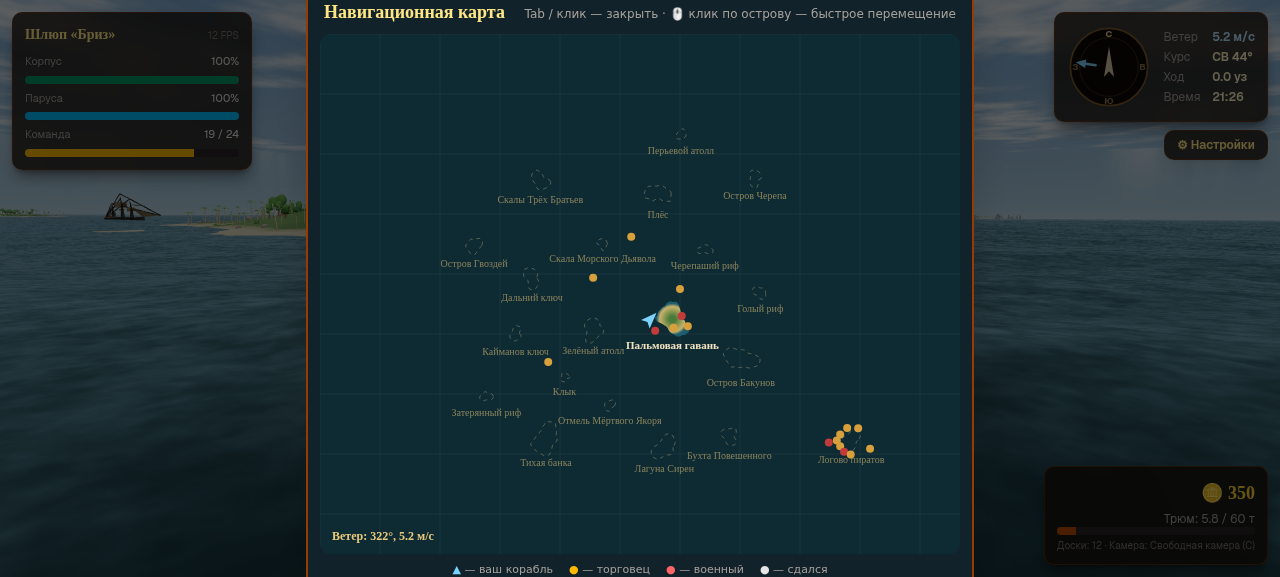 Навигационная карта
Tab / клик — закрыть · клик по острову — быстрое перемещение
Шлюп «Бриз»
12 FPS
Корпус 100%
Паруса 100%
Команда 19 / 24
С
З
В
Ю
Ветер 5.2 м/с
Курс СВ 44°
Ход 0.0 уз
Время 21:26
Настройки
Перьевой атолл
Скалы Трёх Братьев
Остров Черепа
Плёс
Остров Гвоздей
Скала Морского Дьявола
Черепаший риф
Дальний ключ
Голый риф
Пальмовая гавань
Кайманов ключ
Зелёный атолл
Остров Бакунов
Клык
Затерянный риф
Отмель Мёртвого Якоря
Бухта Повешенного
Логово пиратов
Тихая банка
Лагуна Сирен
Ветер: 322°, 5.2 м/с
— ваш корабль
— торговец
— военный
— сдался
350
Трюм: 5.8 / 60 т
Доски: 12 · Камера: Свободная камера (C)